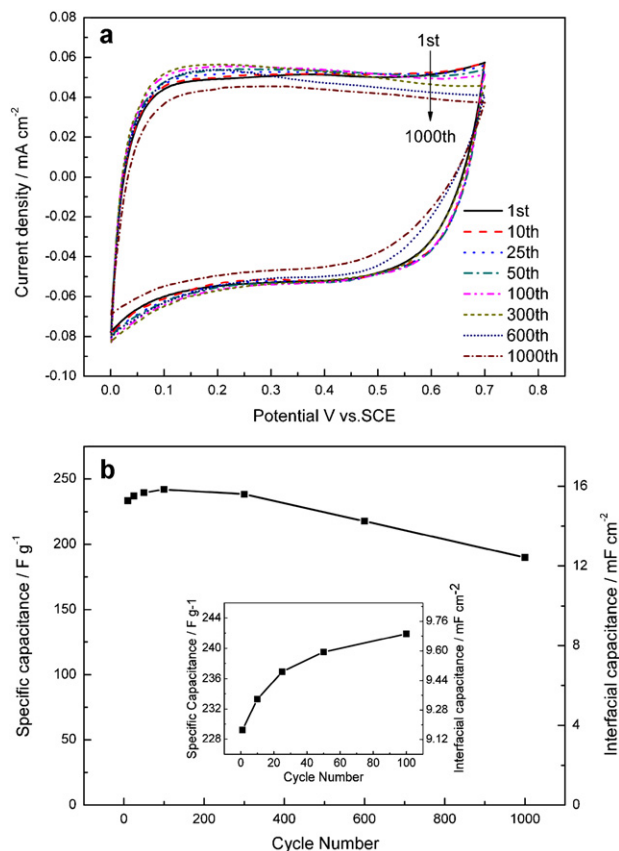 a
0.08
0.06
0.04
0.02
0.00
-0.02
-0.04
-0.06
-0.08
-0.10
Current density / mA cm-2
1st
1000th
1st
10th
25th
50th
100th
300th
600th
1000th
0.0 0.1 0.2 0.3 0.4 0.5 0.6 0.7 0.8
Potential V vs.SCE
b
250
200
150
100
50
0
Specific capacitance / F g-1
16
12
8
4
0
Interfacial capacitance / mF cm-2
244
240
236
232
228
Specific Capacitance / F g-1
9.76
9.60
9.44
9.28
9.12
Interfacial capacitance / mF cm-2
0 25 50 75 100
Cycle Number
0 200 400 600 800 1000
Cycle Number